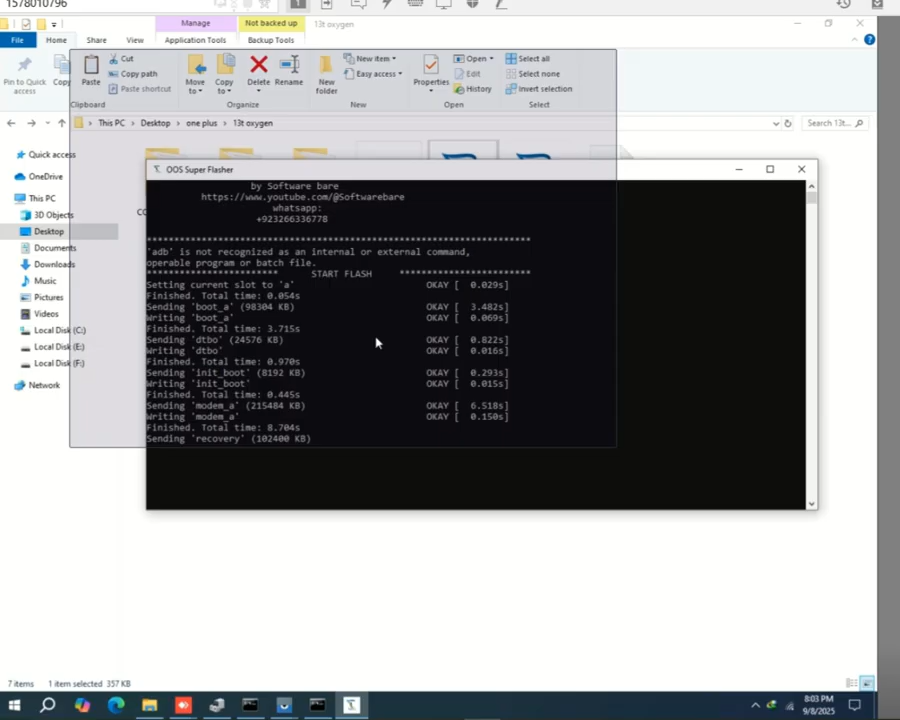 1578010796
Manage
Not backed up
13t oxygen
File
Home
Share
View
Application Tools
Backup Tools
Pin to Quick
access
Copy
Paste
Cut
Copy path
Paste shortcut
Clipboard
Move
to
Copy
to
Delete
Rename
Organize
New
folder
New item
Easy access
New
Properties
Open
Edit
History
Open
Select all
Select none
Invert selection
Select
This PC
Desktop
one plus
13t oxygen
Search 13t...
Quick access
OneDrive
This PC
3D Objects
Desktop
Documents
Downloads
Music
Pictures
Videos
Local Disk (C:)
Local Disk (E:)
Local Disk (F:)
Network
CO
OOS Super Flasher
by Software bare
https://www.youtube.com/@Softwarebare
whatsapp:
+923266336778
'adb' is not recognized as an internal or external command,
operable program or batch file.
************************ START FLASH ************************
Setting current slot to 'a' OKAY [ 0.029s]
Finished. Total time: 0.054s
Sending 'boot_a' (98304 KB) OKAY [ 3.482s]
Writing 'boot_a' OKAY [ 0.069s]
Finished. Total time: 3.715s
Sending 'dtbo' (24576 KB) OKAY [ 0.822s]
Writing 'dtbo' OKAY [ 0.016s]
Finished. Total time: 0.970s
Sending 'init_boot' (8192 KB) OKAY [ 0.293s]
Writing 'init_boot' OKAY [ 0.015s]
Finished. Total time: 0.445s
Sending 'modem_a' (215484 KB) OKAY [ 6.518s]
Writing 'modem_a' OKAY [ 0.150s]
Finished. Total time: 8.704s
Sending 'recovery' (102400 KB)
7 items 1 item selected 357 KB
8:03 PM
9/8/2025